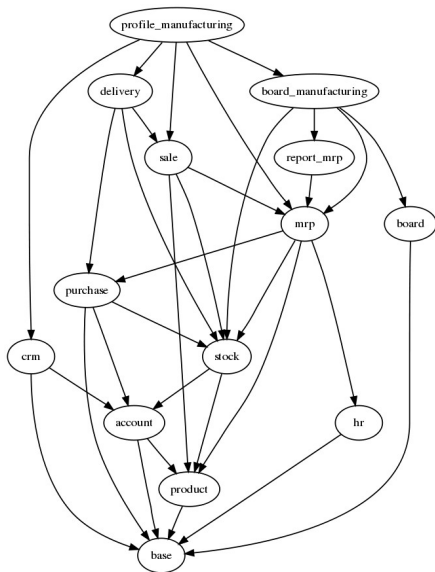 profile_manufacturing
delivery
board_manufacturing
sale
report_mrp
mrp
board
purchase
crm
stock
account
hr
product
base